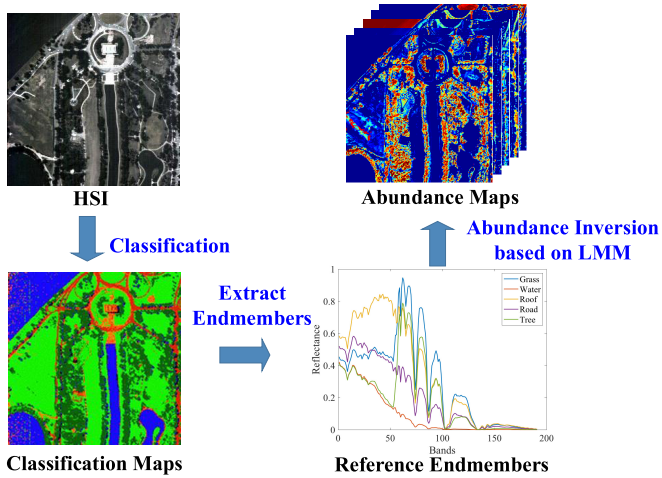 HSI
Classification
Classification Maps
Extract
Endmembers
Reflectance
1
0.8
0.6
0.4
0.2
0
0
50
100
150
200
Bands
Grass
Water
Roof
Road
Tree
Reference Endmembers
Abundance Inversion
based on LMM
Abundance Maps